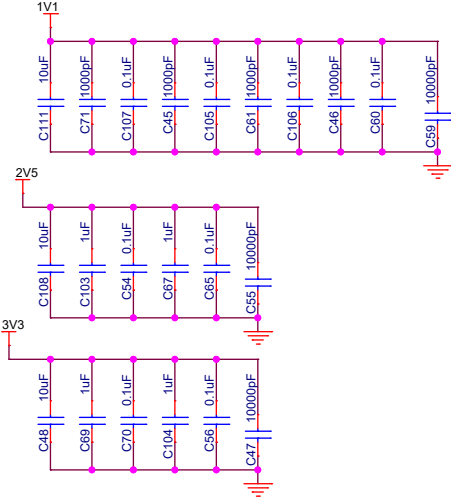 1V1
10uF
1000pF
0.1uF
1000pF
0.1uF
1000pF
0.1uF
1000pF
0.1uF
10000pF
C111
C71
C107
C45
C105
C61
C106
C46
C60
C59
2V5
10uF
1uF
0.1uF
1uF
0.1uF
10000pF
C108
C103
C54
C67
C65
C55
3V3
10uF
1uF
0.1uF
1uF
0.1uF
10000pF
C48
C69
C70
C104
C56
C47